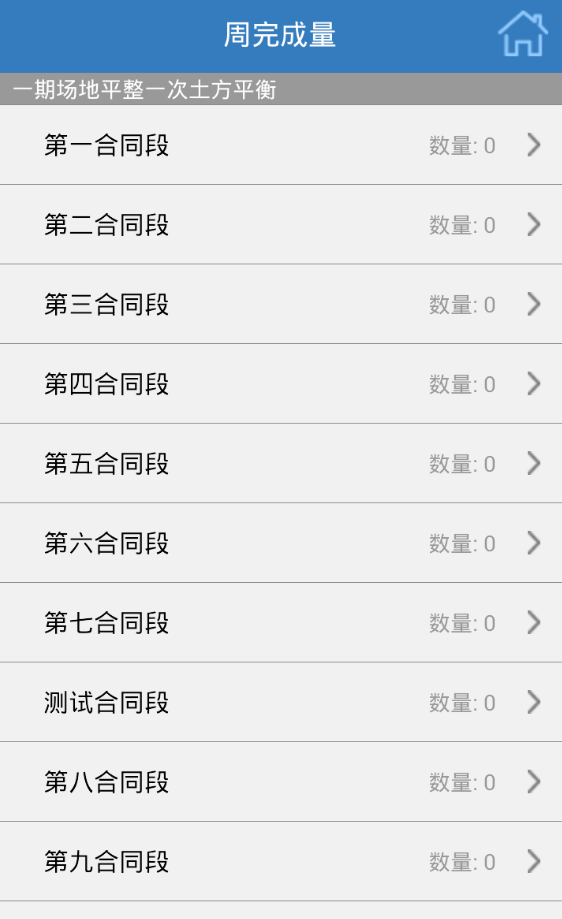 周完成量
一期场地平整一次土方平衡
第一合同段 数量: 0
第二合同段 数量: 0
第三合同段 数量: 0
第四合同段 数量: 0
第五合同段 数量: 0
第六合同段 数量: 0
第七合同段 数量: 0
测试合同段 数量: 0
第八合同段 数量: 0
第九合同段 数量: 0